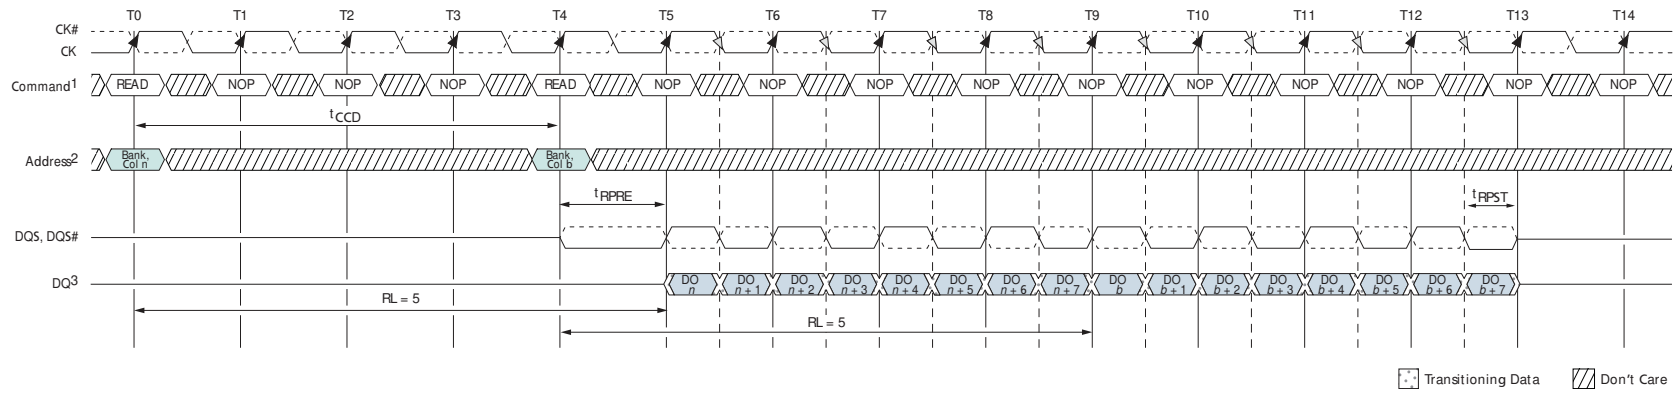 T0 T1 T2 T3 T4 T5 T6 T7 T8 T9 T10 T11 T12 T13 T14
CK#
CK
Command1 READ NOP NOP NOP READ NOP NOP NOP NOP NOP NOP NOP NOP NOP NOP
tCCD
Address2 Bank, Col n Bank, Col b
tRPRE tRPST
DQS, DQS#
DQ3 DO n DO n + 1 DO n + 2 DO n + 3 DO n + 4 DO n + 5 DO n + 6 DO n + 7 DO b DO b + 1 DO b + 2 DO b + 3 DO b + 4 DO b + 5 DO b + 6 DO b + 7
RL = 5
RL = 5
Transitioning Data Don't Care